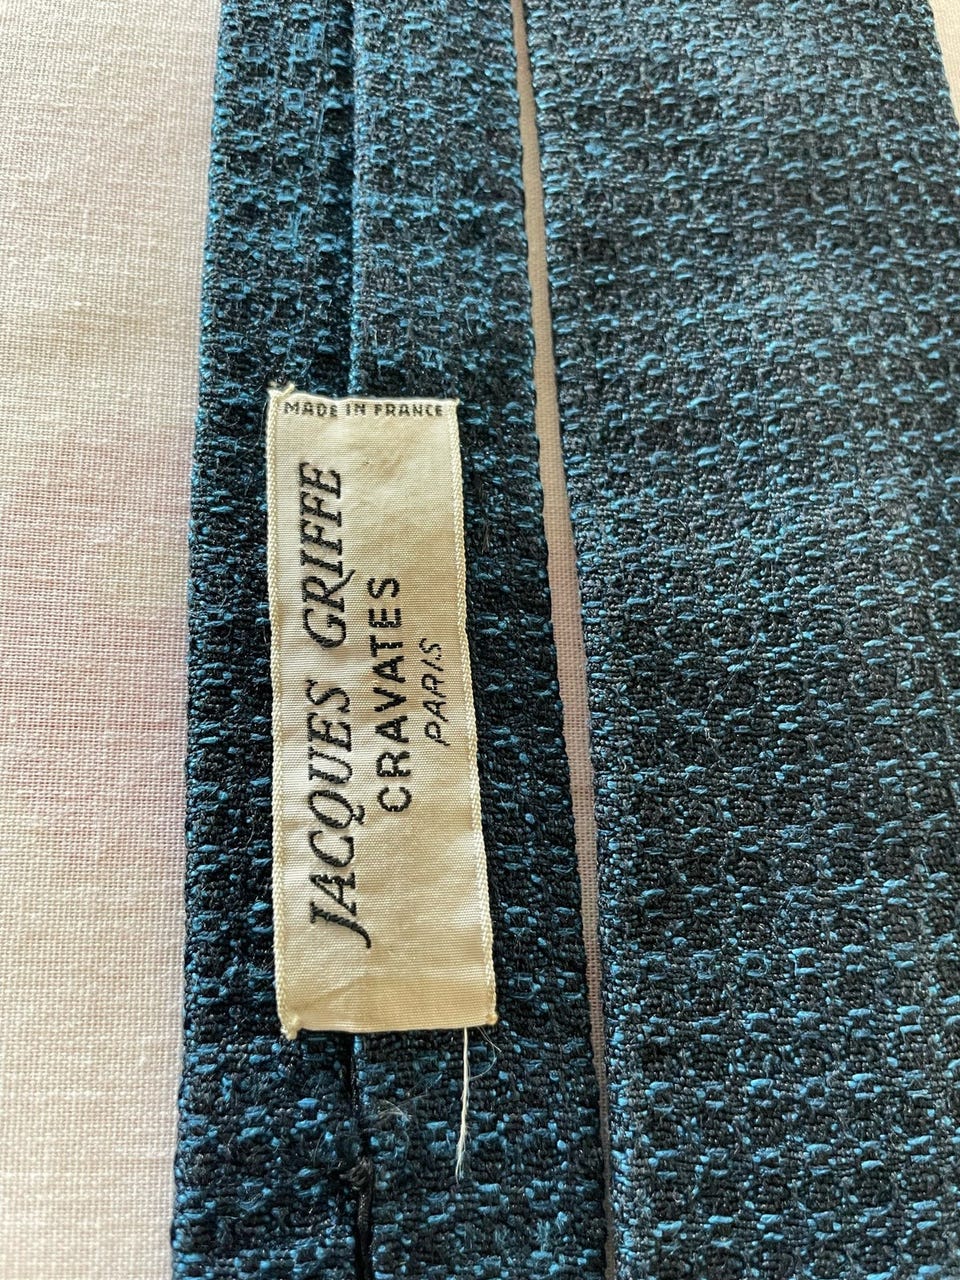 MADE IN FRANCE
JACQUES GRIFFE
CRAVATES
PARIS